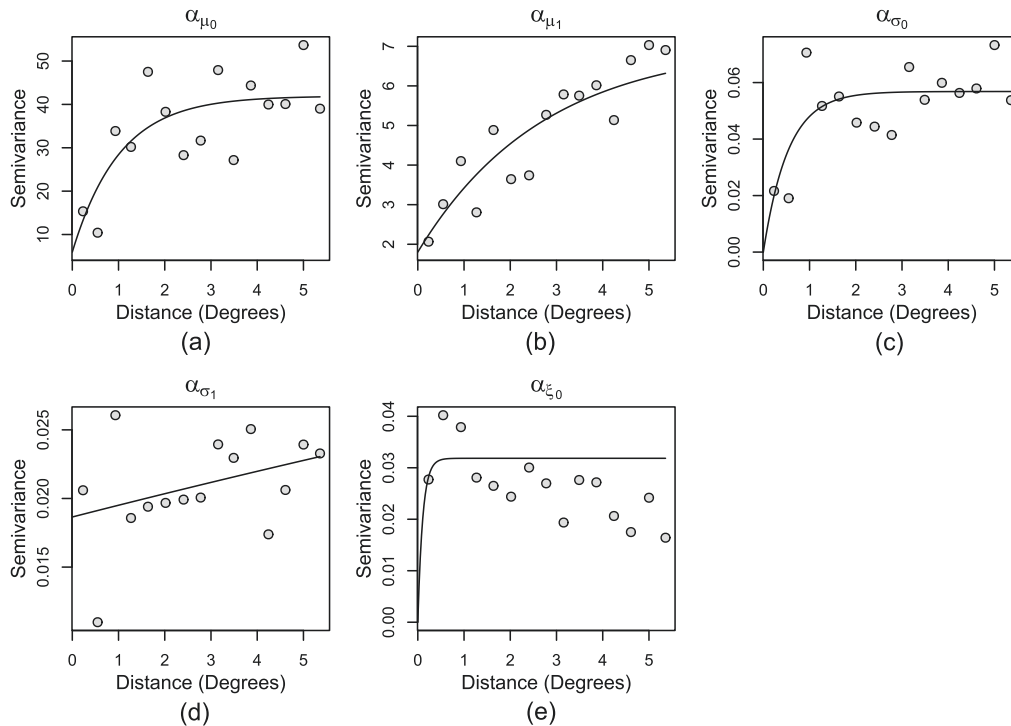 α_μ₀
Semivariance
50
40
30
20
10
0 1 2 3 4 5
Distance (Degrees)
(a)
α_μ₁
Semivariance
7
6
5
4
3
2
0 1 2 3 4 5
Distance (Degrees)
(b)
α_σ₀
Semivariance
0.06
0.04
0.02
0.00
0 1 2 3 4 5
Distance (Degrees)
(c)
α_σ₁
Semivariance
0.025
0.020
0.015
0 1 2 3 4 5
Distance (Degrees)
(d)
α_ξ₀
Semivariance
0.04
0.03
0.02
0.01
0.00
0 1 2 3 4 5
Distance (Degrees)
(e)